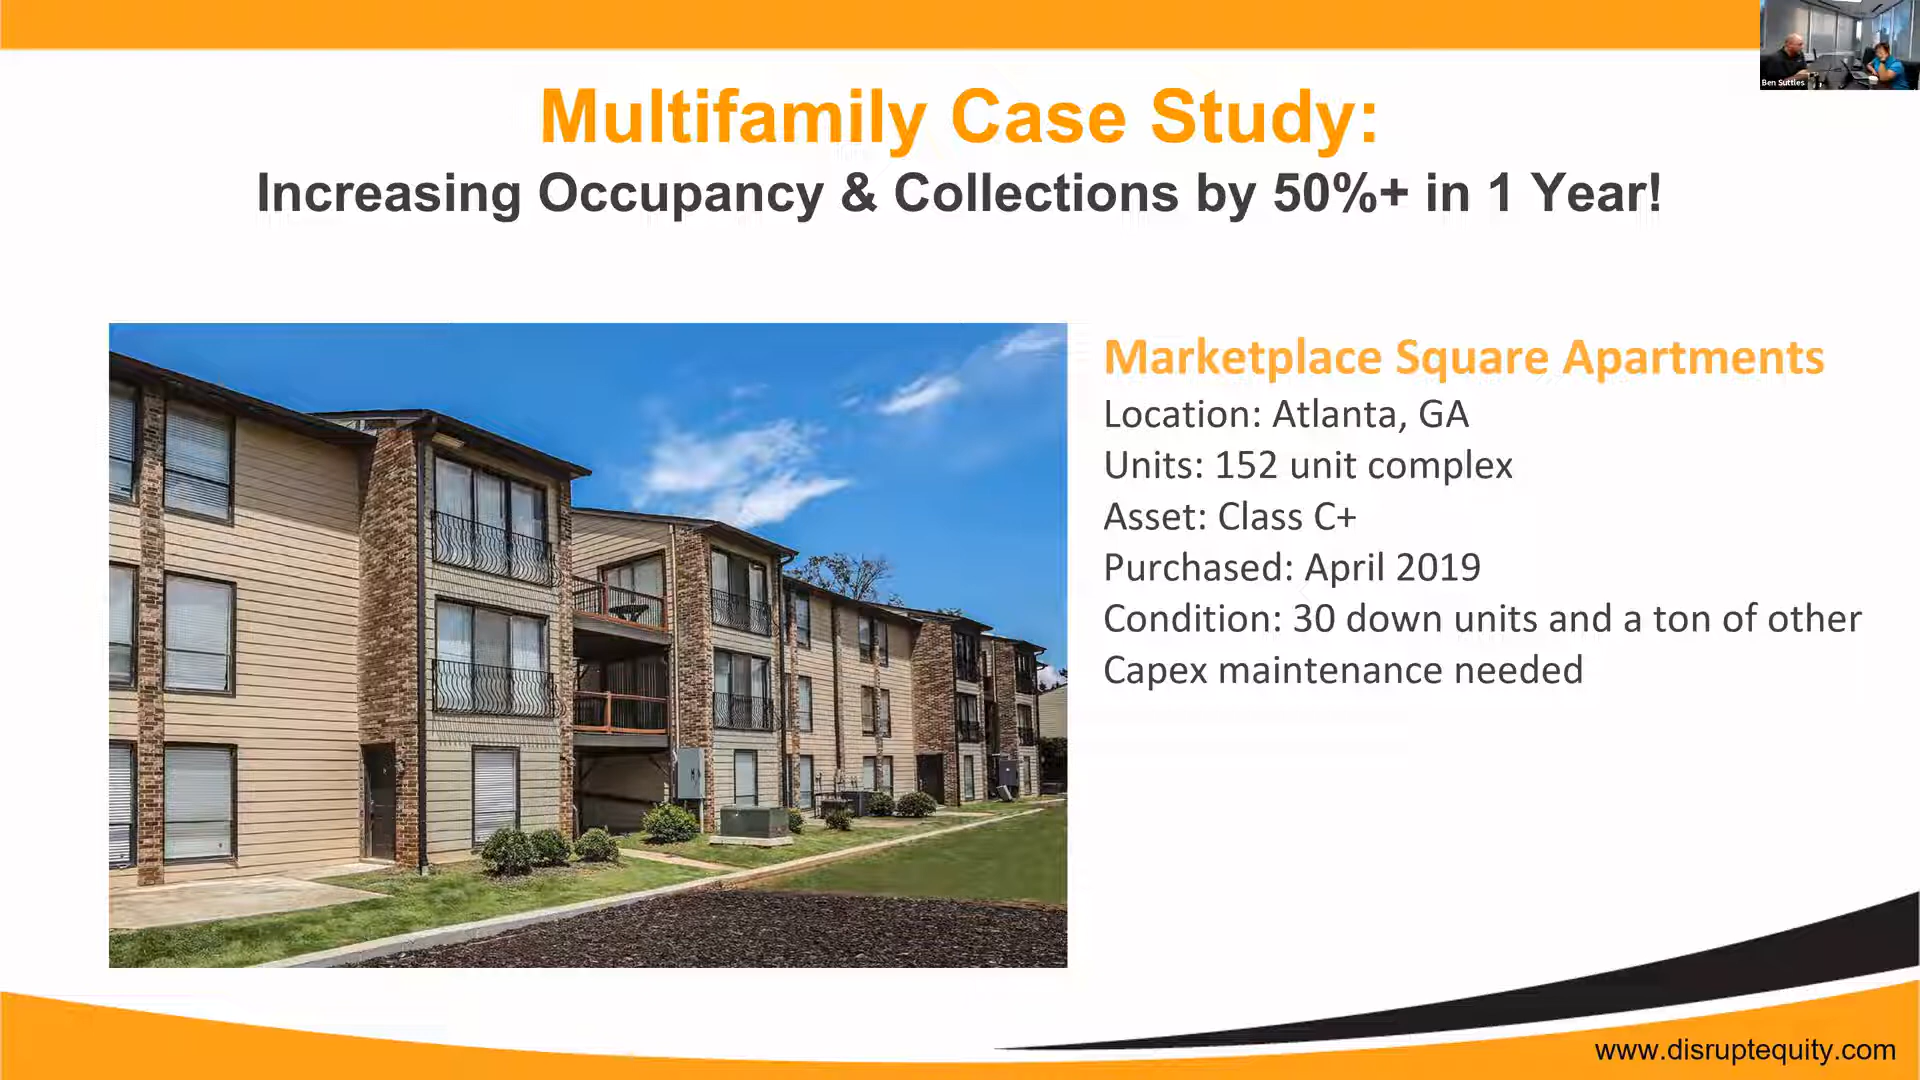 Ben Suttles
Multifamily Case Study:
Increasing Occupancy & Collections by 50%+ in 1 Year!
Marketplace Square Apartments
Location: Atlanta, GA
Units: 152 unit complex
Asset: Class C+
Purchased: April 2019
Condition: 30 down units and a ton of other
Capex maintenance needed
www.disruptequity.com